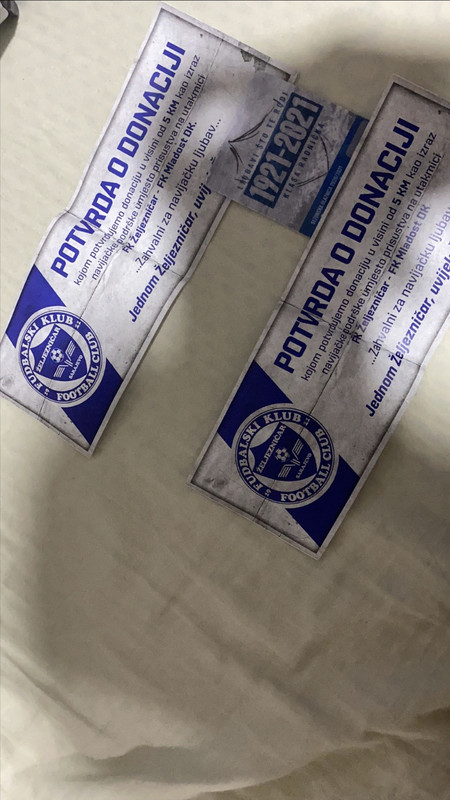 POTVRDA O DONACIJI
kojom potvrđujemo donaciju u visini od 5 KM kao izraz
navijačke podrške umjesto prisustva na utakmici
FK Željezničar - FK Mladost DK.
...Zahvalni za navijačku ljubav...
Jednom Željezničar, uvij
FUDBALSKI KLUB
ŽELJEZNIČAR
SARAJEVO
FOOTBALL CLUB
1921-2021
POTVRDA O DONACIJI
kojom potvrđujemo donaciju u visini od 5 KM kao izraz
navijačke podrške umjesto prisustva na utakmici
FK Željezničar - FK Mladost DK.
...Zahvalni za navijačku ljubav
Jednom Željezničar, uvije
FUDBALSKI KLUB
ŽELJEZNIČAR
SARAJEVO
FOOTBALL CLUB